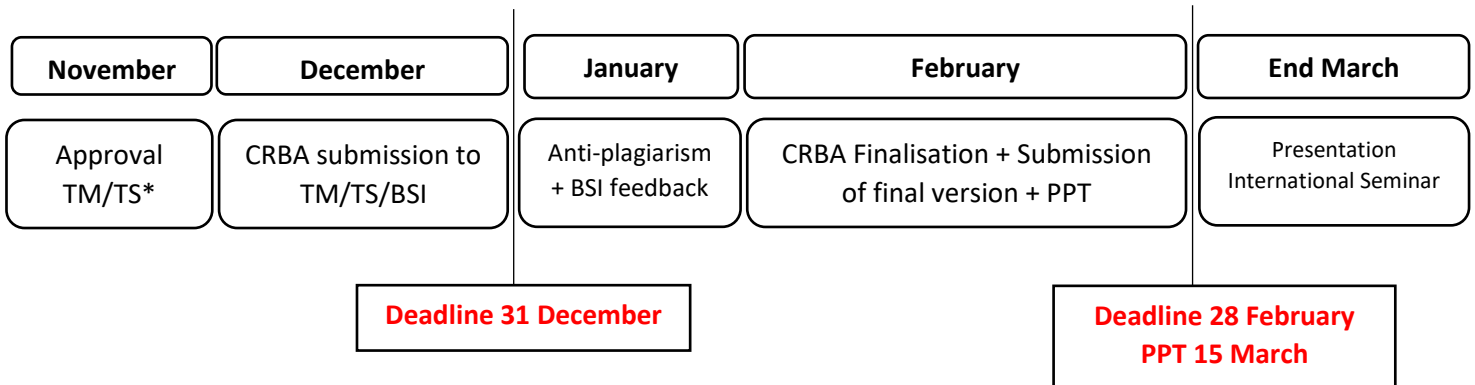 November
December
January
February
End March
Approval
TM/TS*
CRBA submission to
TM/TS/BSI
Anti-plagiarism
+ BSI feedback
CRBA Finalisation + Submission
of final version + PPT
Presentation
International Seminar
Deadline 31 December
Deadline 28 February
PPT 15 March